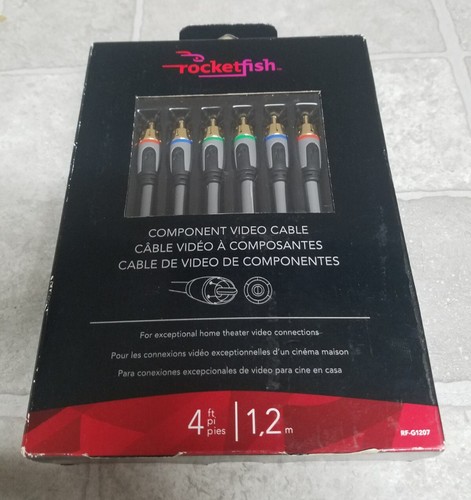 rocketfish™
COMPONENT VIDEO CABLE
CÂBLE VIDÉO À COMPOSANTES
CABLE DE VIDEO DE COMPONENTES
For exceptional home theater video connections
Pour les connexions vidéo exceptionnelles d'un cinéma maison
Para conexiones excepcionales de video para cine en casa
4 ft pi pies | 1,2 m
RF-G1207